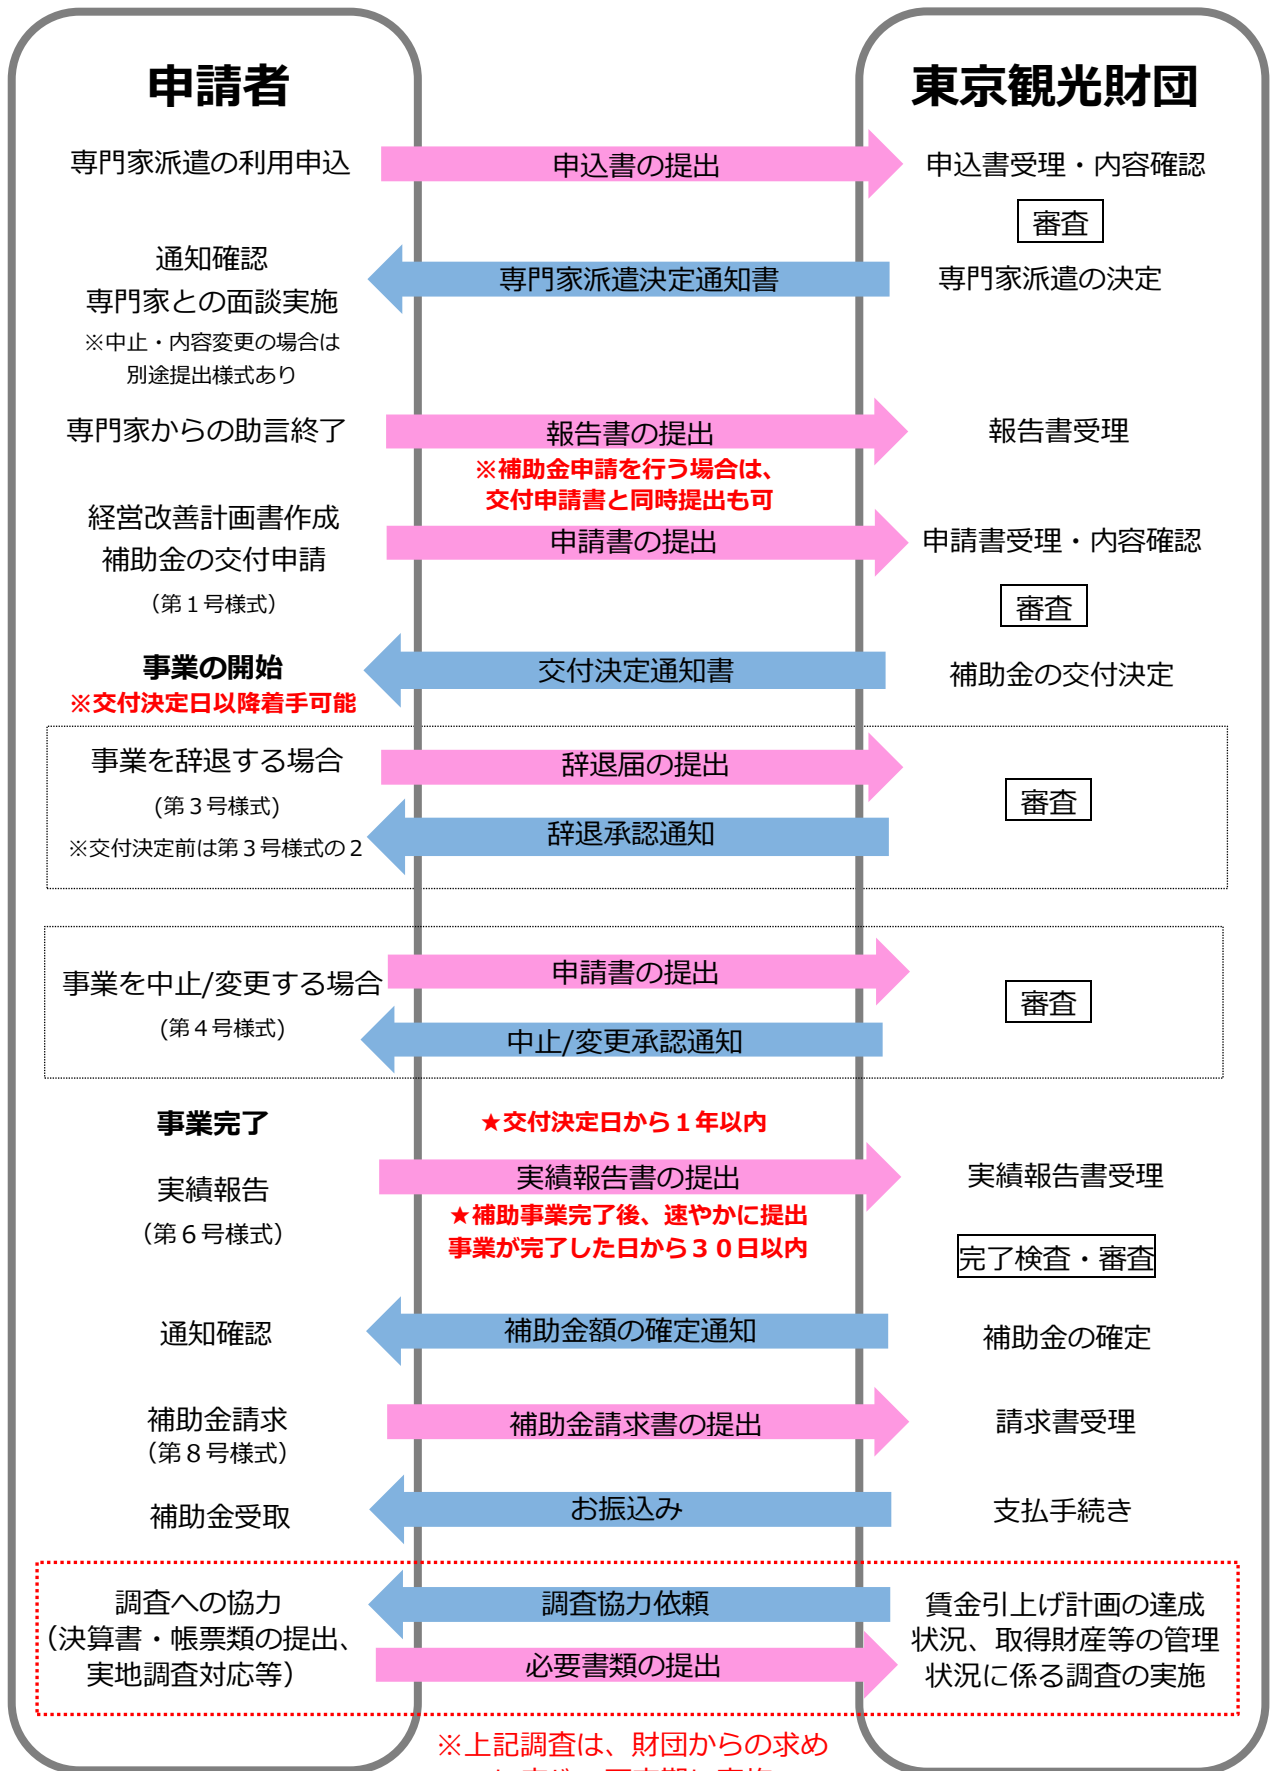 申請者
東京観光財団
専門家派遣の利用申込
申込書の提出
申込書受理・内容確認
審査
通知確認
専門家との面談実施
※中止・内容変更の場合は
別途提出様式あり
専門家派遣決定通知書
専門家派遣の決定
専門家からの助言終了
報告書の提出
報告書受理
※補助金申請を行う場合は、
交付申請書と同時提出も可
経営改善計画書作成
補助金の交付申請
（第１号様式）
申請書の提出
申請書受理・内容確認
審査
事業の開始
※交付決定日以降着手可能
交付決定通知書
補助金の交付決定
事業を辞退する場合
(第３号様式)
※交付決定前は第３号様式の２
辞退届の提出
辞退承認通知
審査
事業を中止/変更する場合
(第４号様式)
申請書の提出
中止/変更承認通知
審査
事業完了
★交付決定日から１年以内
実績報告
（第６号様式）
実績報告書の提出
★補助事業完了後、速やかに提出
事業が完了した日から３０日以内
実績報告書受理
完了検査・審査
通知確認
補助金額の確定通知
補助金の確定
補助金請求
（第８号様式）
補助金請求書の提出
請求書受理
補助金受取
お振込み
支払手続き
調査への協力
（決算書・帳票類の提出、
実地調査対応等）
調査協力依頼
必要書類の提出
賃金引上げ計画の達成
状況、取得財産等の管理
状況に係る調査の実施
※上記調査は、財団からの求め